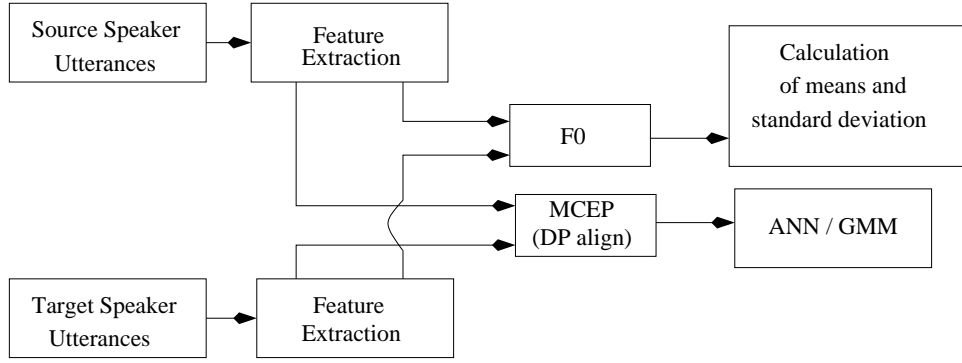 Source Speaker
Utterances
Feature
Extraction
Calculation
of means and
standard deviation
F0
MCEP
(DP align)
ANN / GMM
Target Speaker
Utterances
Feature
Extraction